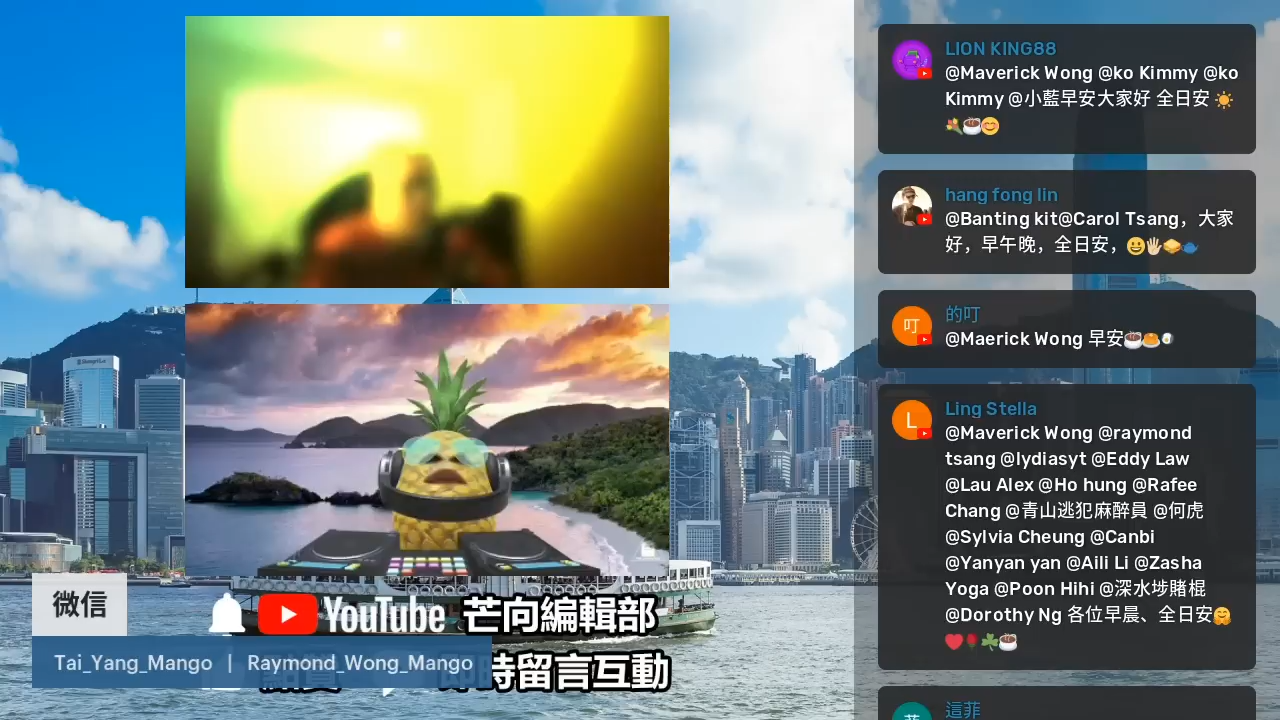 LION KING88
@Maverick Wong @ko Kimmy @ko
Kimmy @小藍早安大家好 全日安 ☀️
💐☕😊
hang fong lin
@Banting kit@Carol Tsang，大家
好，早午晚，全日安，😀🖐🏼🥪🐳
的叮
叮
@Maerick Wong 早安☕🥞🍳
Ling Stella
L
@Maverick Wong @raymond
tsang @lydiasyt @Eddy Law
@Lau Alex @Ho hung @Rafee
Chang @青山逃犯麻醉員 @何虎
@Sylvia Cheung @Canbi
@Yanyan yan @Aili Li @Zasha
Yoga @Poon Hihi @深水埗賭棍
@Dorothy Ng 各位早晨、全日安🤗
❤️🌹☘️☕
這菲
微信
YouTube 芒向編輯部
Tai_Yang_Mango | Raymond_Wong_Mango
時留言互動